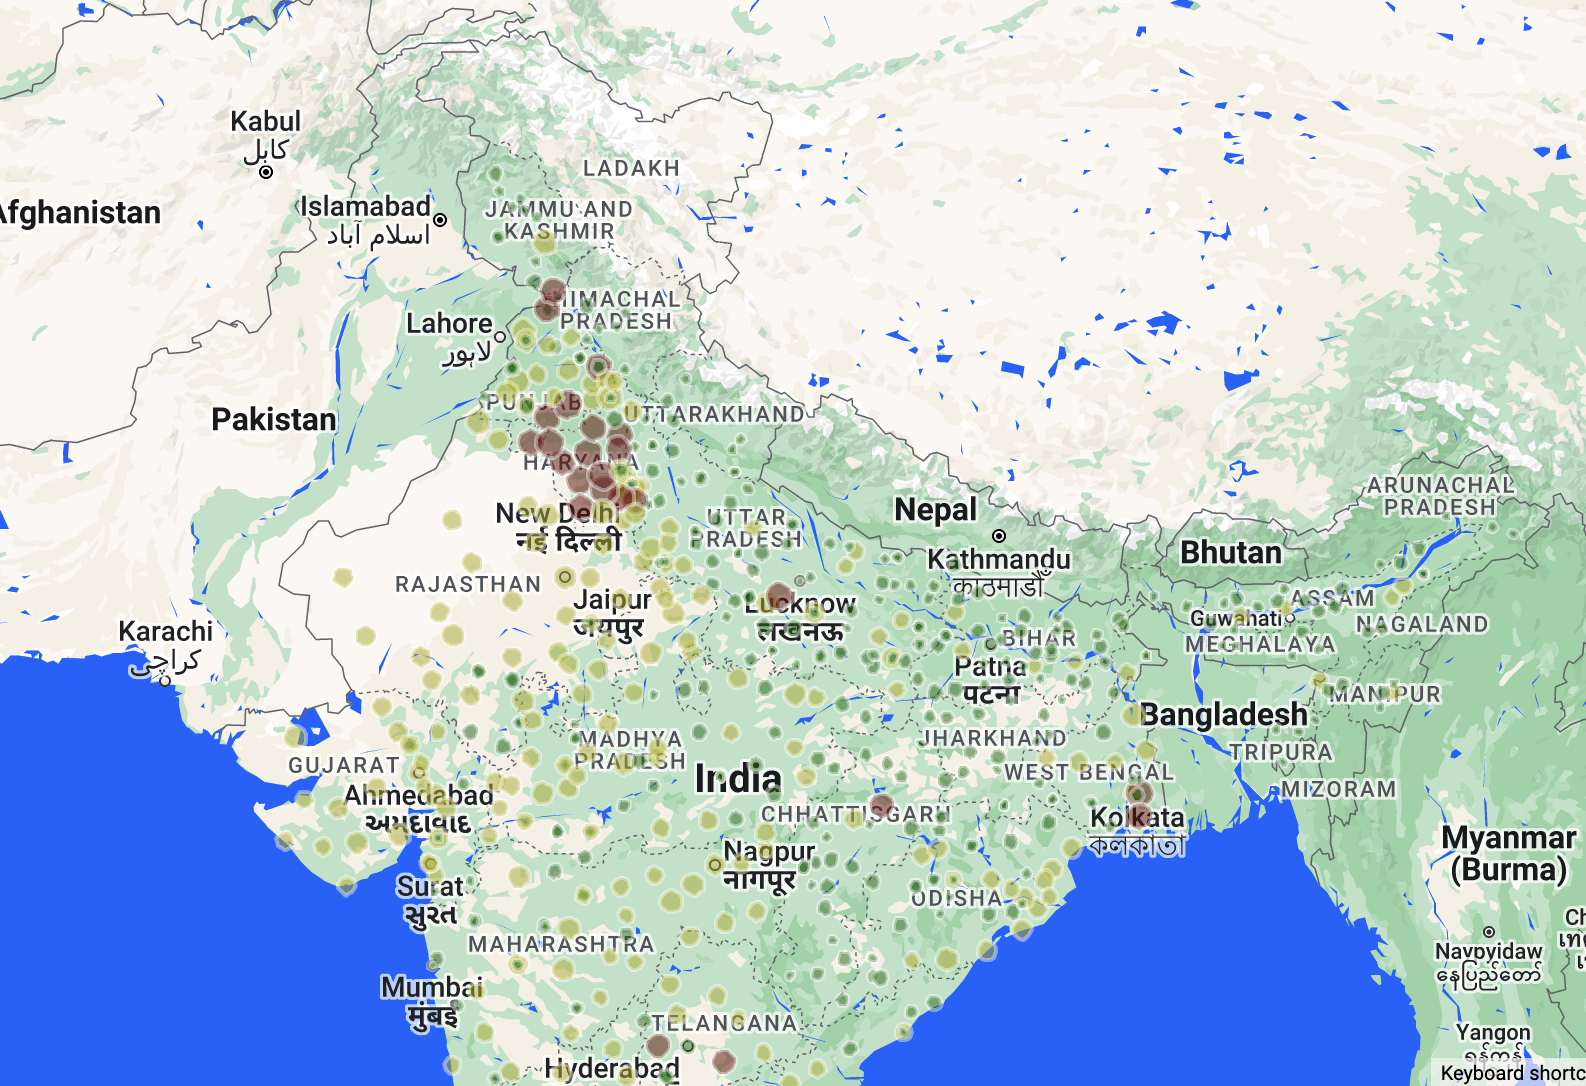 Kabul
کابل
LADAKH
Afghanistan
Islamabad
اسلام آباد
JAMMU AND
KASHMIR
HIMACHAL
PRADESH
Lahore
لاہور
PUNJAB
UTTARAKHAND
Pakistan
HARYANA
ARUNACHAL
PRADESH
New Delhi
नई दिल्ली
UTTAR
PRADESH
Nepal
Kathmandu
काठमाडौँ
Bhutan
RAJASTHAN
Jaipur
जयपुर
Lucknow
लखनऊ
ASSAM
Guwahati
NAGALAND
MEGHALAYA
Karachi
کراچی
BIHAR
Patna
पटना
MANIPUR
Bangladesh
GUJARAT
MADHYA
PRADESH
JHARKHAND
TRIPURA
India
WEST BENGAL
MIZORAM
Ahmedabad
અમદાવાદ
CHHATTISGARH
Kolkata
কলকাতা
Myanmar
(Burma)
Nagpur
नागपूर
Surat
સુરત
ODISHA
MAHARASHTRA
Naypyidaw
နေပြည်တော်
Mumbai
मुंबई
TELANGANA
Yangon
ရန်ကုန်
Hyderabad
Keyboard shortc